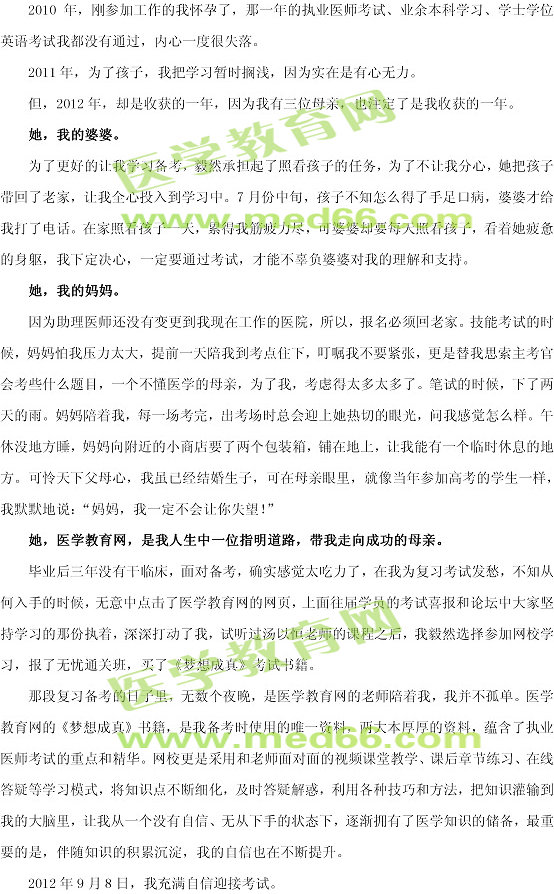 2010 年，刚参加工作的我怀孕了，那一年的执业医师考试、业余本科学习、学士学位
英语考试我都没有通过，内心一度很失落。
2011 年，为了孩子，我把学习暂时搁浅，因为实在是有心无力。
但，2012 年，却是收获的一年，因为我有三位母亲，也注定了是我收获的一年。
她，我的婆婆。
为了更好的让我学习备考，毅然承担起了照看孩子的任务，为了不让我分心，她把孩子
带回了老家，让我全心投入到学习中。7 月份中旬，孩子不知怎么得了手足口病，婆婆才给
我打了电话。在家照看孩子一天，累得我筋疲力尽，可婆婆却要每天照看孩子，看着她疲惫
的身躯，我下定决心，一定要通过考试，才能不辜负婆婆对我的理解和支持。
她，我的妈妈。
因为助理医师还没有变更到我现在工作的医院，所以，报名必须回老家。技能考试的时
候，妈妈怕我压力太大，提前一天陪我到考点住下，叮嘱我不要紧张，更是替我思索主考官
会考些什么题目，一个不懂医学的母亲，为了我，考虑得太多太多了。笔试的时候，下了两
天的雨。妈妈陪着我，每一场考完，出考场时总会迎上她热切的眼光，问我感觉怎么样。午
休没地方睡，妈妈向附近的小商店要了两个包装箱，铺在地上，让我能有一个临时休息的地
方。可怜天下父母心，我虽已经结婚生子，可在母亲眼里，就像当年参加高考的学生一样，
我默默地说：“妈妈，我一定不会让你失望！”
她，医学教育网，是我人生中一位指明道路，带我走向成功的母亲。
毕业后三年没有干临床，面对备考，确实感觉太吃力了，在我为复习考试发愁，不知从
何入手的时候，无意中点击了医学教育网的网页，上面往届学员的考试喜报和论坛中大家坚
持学习的那份执着，深深打动了我，试听过汤以恒老师的课程之后，我毅然选择参加网校学
习，报了无忧通关班，买了《梦想成真》考试书籍。
那段复习备考的日子里，无数个夜晚，是医学教育网的老师陪着我，我并不孤单。医学
教育网的《梦想成真》书籍，是我备考时使用的唯一资料，两大本厚厚的资料，蕴含了执业
医师考试的重点和精华。网校更是采用和老师面对面的视频课堂教学、课后章节练习、在线
答疑等学习模式，将知识点不断细化，及时答疑解惑，利用各种技巧和方法，把知识灌输到
我的大脑里，让我从一个没有自信、无从下手的状态下，逐渐拥有了医学知识的储备，最重
要的是，伴随知识的积累沉淀，我的自信也在不断提升。
2012 年 9 月 8 日，我充满自信迎接考试。
医学教育网
www.med66.com
医学教育网
www.med66.com